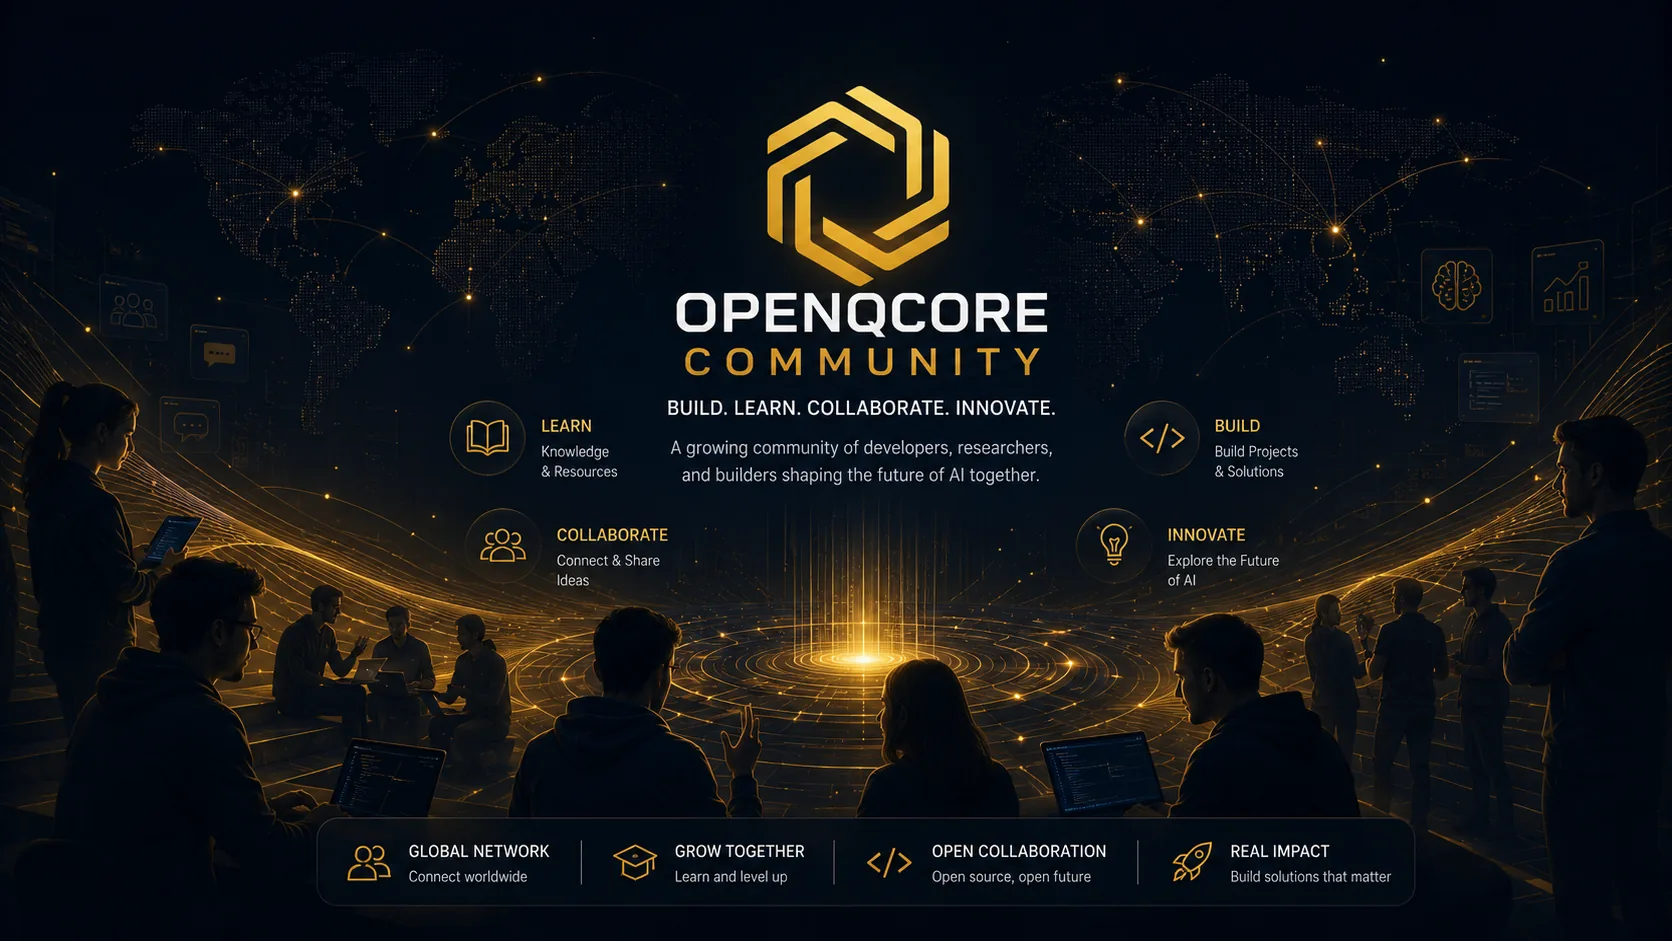 OPENQCORE
COMMUNITY
BUILD. LEARN. COLLABORATE. INNOVATE.
A growing community of developers, researchers,
and builders shaping the future of AI together.
LEARN
Knowledge
& Resources
COLLABORATE
Connect & Share
Ideas
BUILD
Build Projects
& Solutions
INNOVATE
Explore the Future
of AI
GLOBAL NETWORK
Connect worldwide
GROW TOGETHER
Learn and level up
OPEN COLLABORATION
Open source, open future
REAL IMPACT
Build solutions that matter